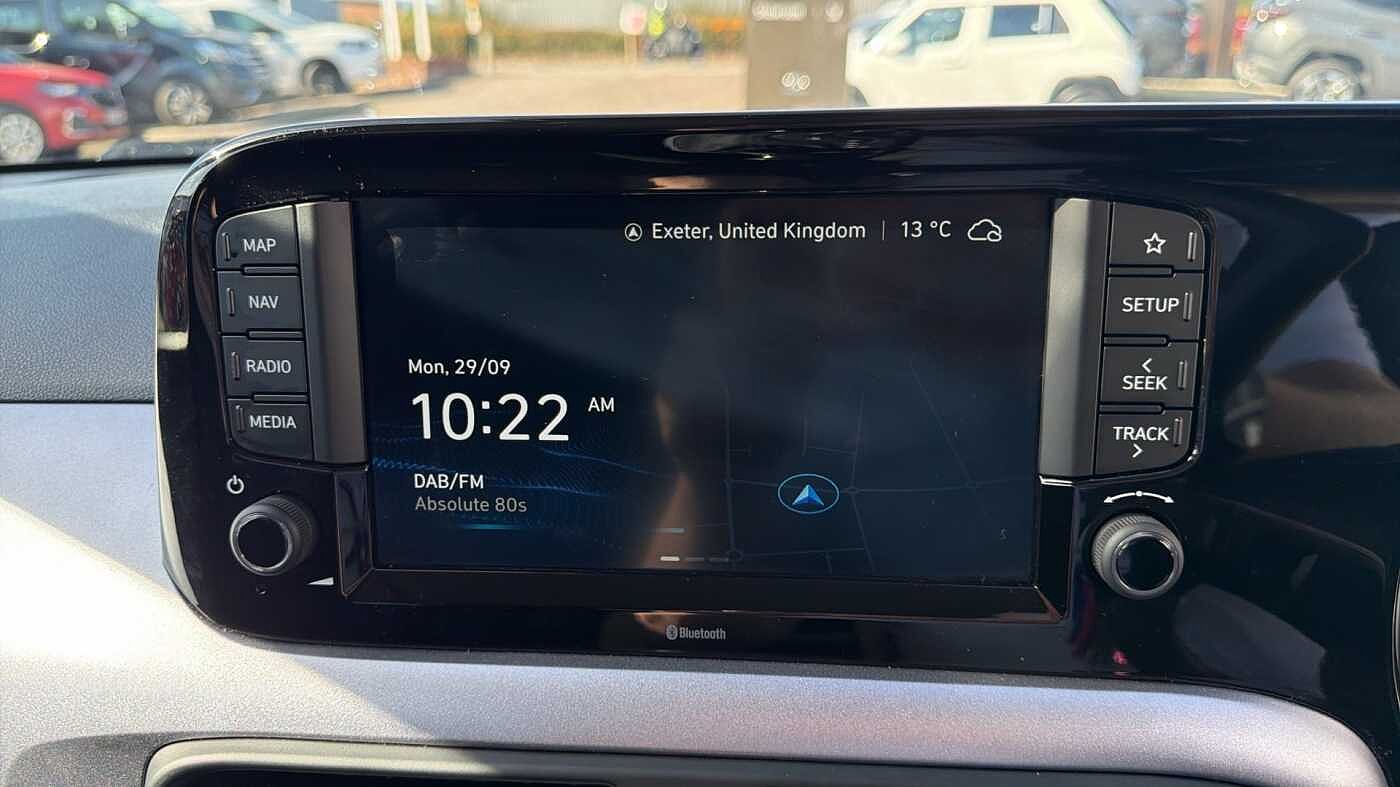 Exeter, United Kingdom | 13 °C
MAP
NAV
RADIO
MEDIA
Mon, 29/09
10:22 AM
DAB/FM
Absolute 80s
SETUP
<
SEEK
TRACK
>
Bluetooth